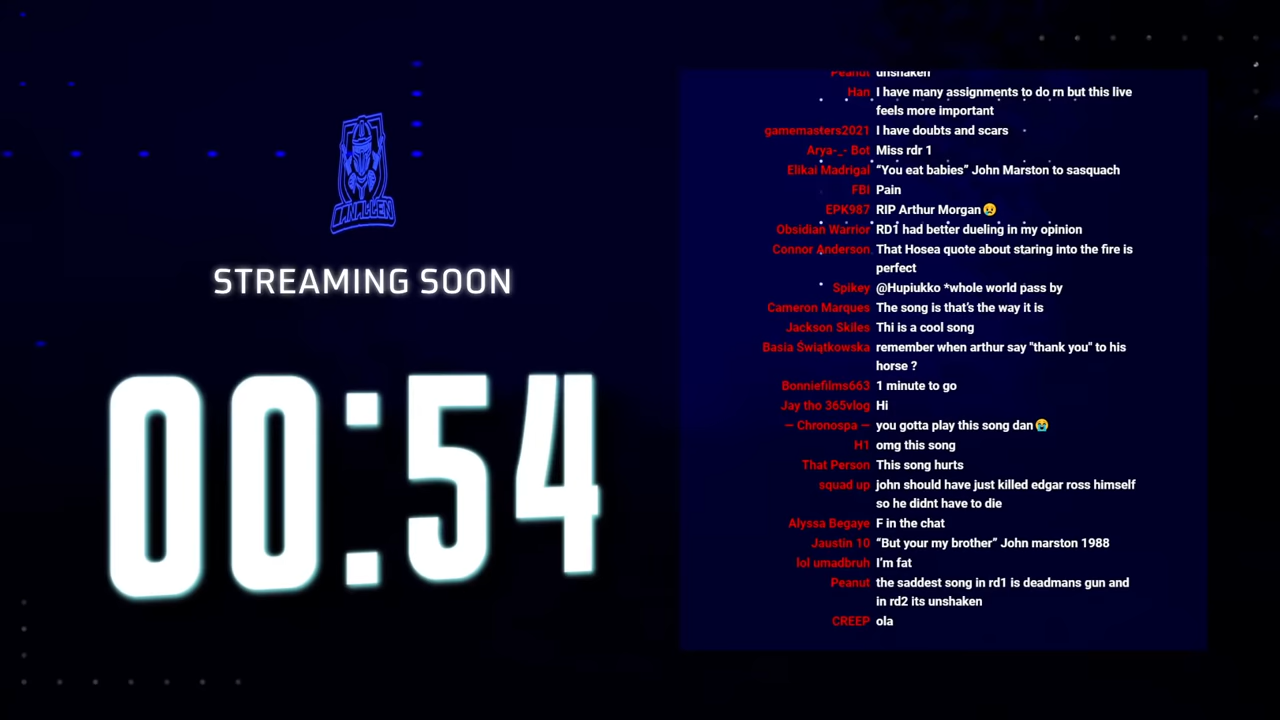 STREAMING SOON
00:54
Peanut unshaken
Han I have many assignments to do rn but this live
feels more important
gamemasters2021 I have doubts and scars
Arya-_- Bot Miss rdr 1
Elikai Madrigal “You eat babies” John Marston to sasquach
FBI Pain
EPK987 RIP Arthur Morgan😢
Obsidian Warrior RD1 had better dueling in my opinion
Connor Anderson That Hosea quote about staring into the fire is
perfect
Spikey @Hupiukko *whole world pass by
Cameron Marques The song is that’s the way it is
Jackson Skiles Thi is a cool song
Basia Świątkowska remember when arthur say "thank you" to his
horse ?
Bonniefilms663 1 minute to go
Jay tho 365vlog Hi
— Chronospa — you gotta play this song dan😭
H1 omg this song
That Person This song hurts
squad up john should have just killed edgar ross himself
so he didnt have to die
Alyssa Begaye F in the chat
Jaustin 10 “But your my brother” John marston 1988
lol umadbruh I’m fat
Peanut the saddest song in rd1 is deadmans gun and
in rd2 its unshaken
CREEP ola